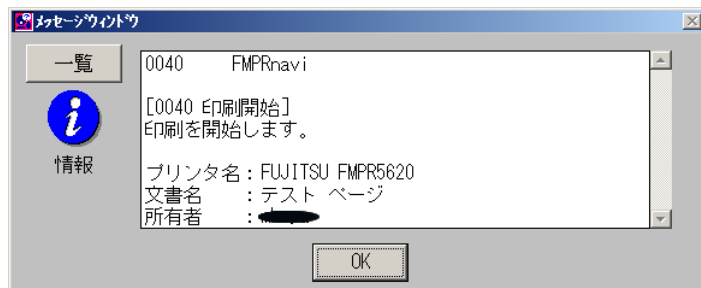 メッセージウィンドウ
一覧
情報
0040 FMPRnavi
[0040 印刷開始]
印刷を開始します。
プリンタ名:FUJITSU FMPR5620
文書名 :テスト ページ
所有者 :
OK